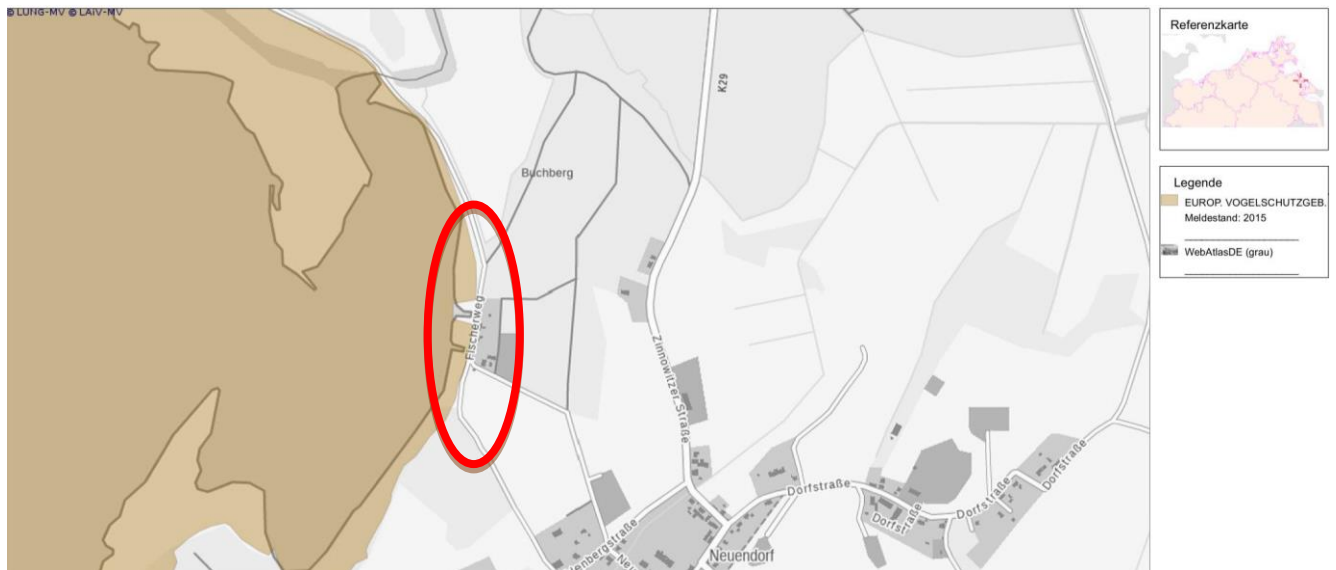 © LUNG-MV © LAiV-MV
K29
Buchberg
Fischerweg
Zinnowitzer Straße
Dorfstraße
Dorfstraße
Dorfstraße
Dorfstraße
Neuendorf
Referenzkarte
Legende
EUROP. VOGELSCHUTZGEB.
Meldestand: 2015
WebAtlasDE (grau)